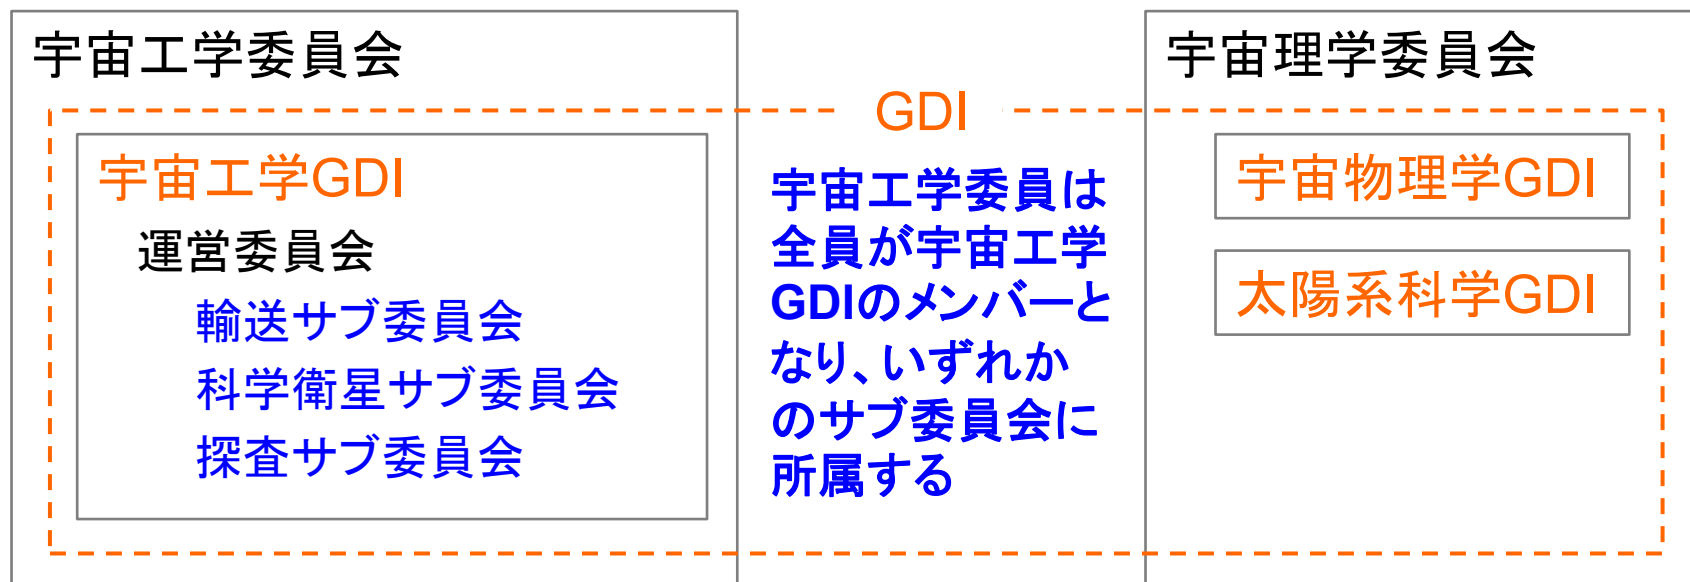 宇宙工学委員会
宇宙工学GDI
運営委員会
輸送サブ委員会
科学衛星サブ委員会
探査サブ委員会
GDI
宇宙工学委員は
全員が宇宙工学
GDIのメンバーと
なり、いずれか
のサブ委員会に
所属する
宇宙理学委員会
宇宙物理学GDI
太陽系科学GDI